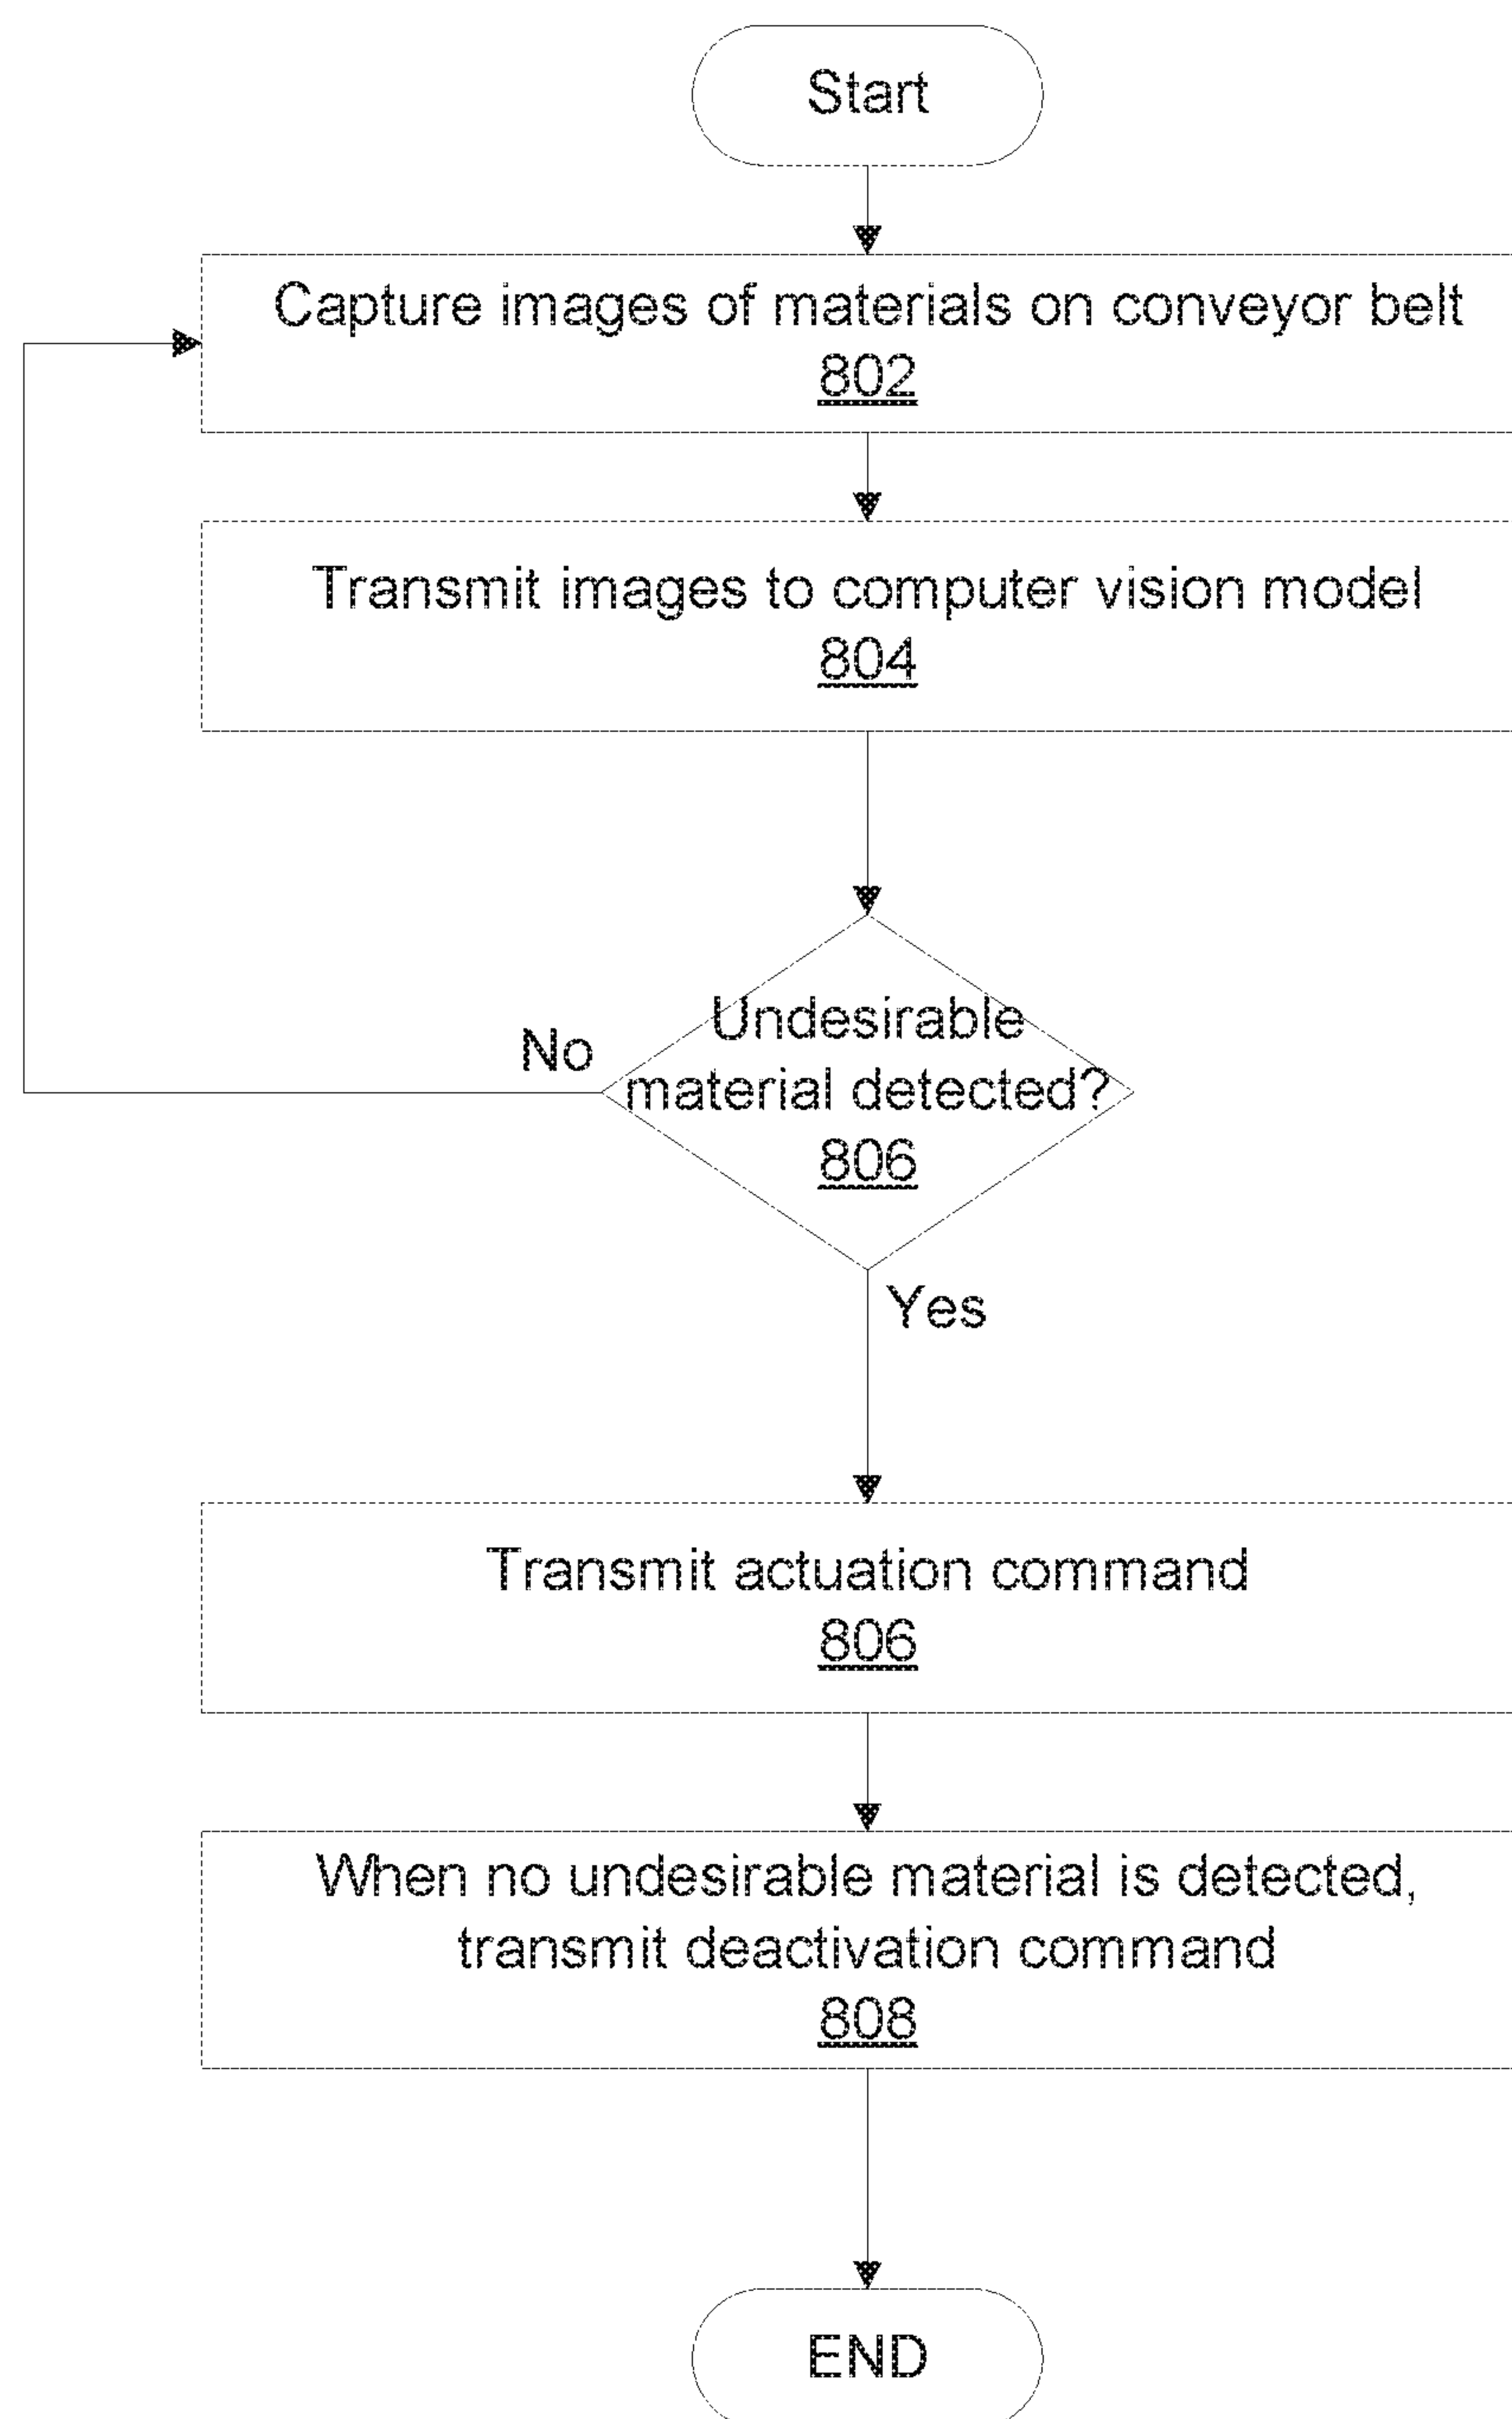 Start
Capture images of materials on conveyor belt
802
Transmit images to computer vision model
804
No
Undesirable
material detected?
806
Yes
Transmit actuation command
806
When no undesirable material is detected,
transmit deactivation command
808
END